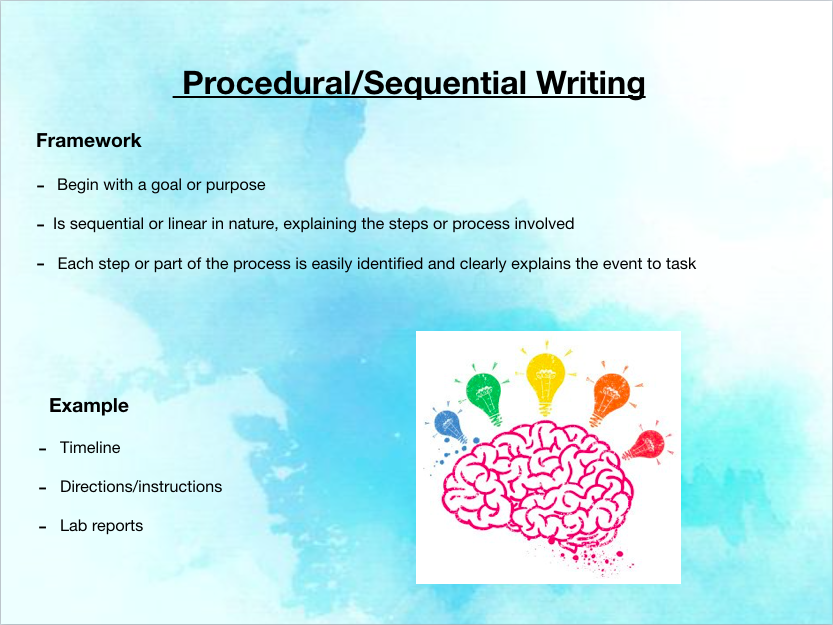 Procedural/Sequential Writing
Framework
- Begin with a goal or purpose
- Is sequential or linear in nature, explaining the steps or process involved
- Each step or part of the process is easily identified and clearly explains the event to task
Example
- Timeline
- Directions/instructions
- Lab reports